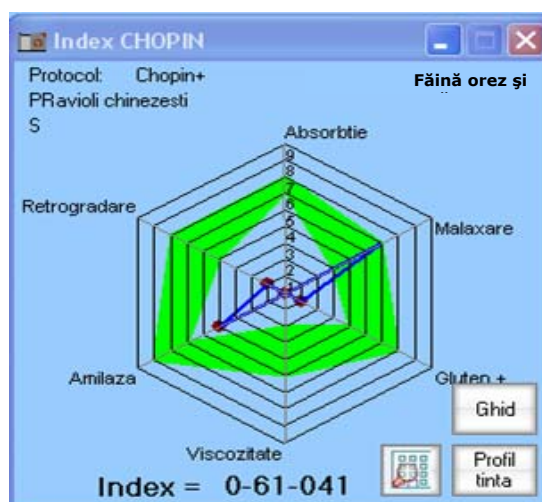 Index CHOPIN
Protocol: Chopin+
Făină orez şi
PRavioli chinezesti
S
Absorbtie
9
8
7
6
5
4
3
2
1
Retrogradare
Malaxare
Amilaza
Gluten +
Viscozitate
Ghid
Profil
tinta
Index = 0-61-041